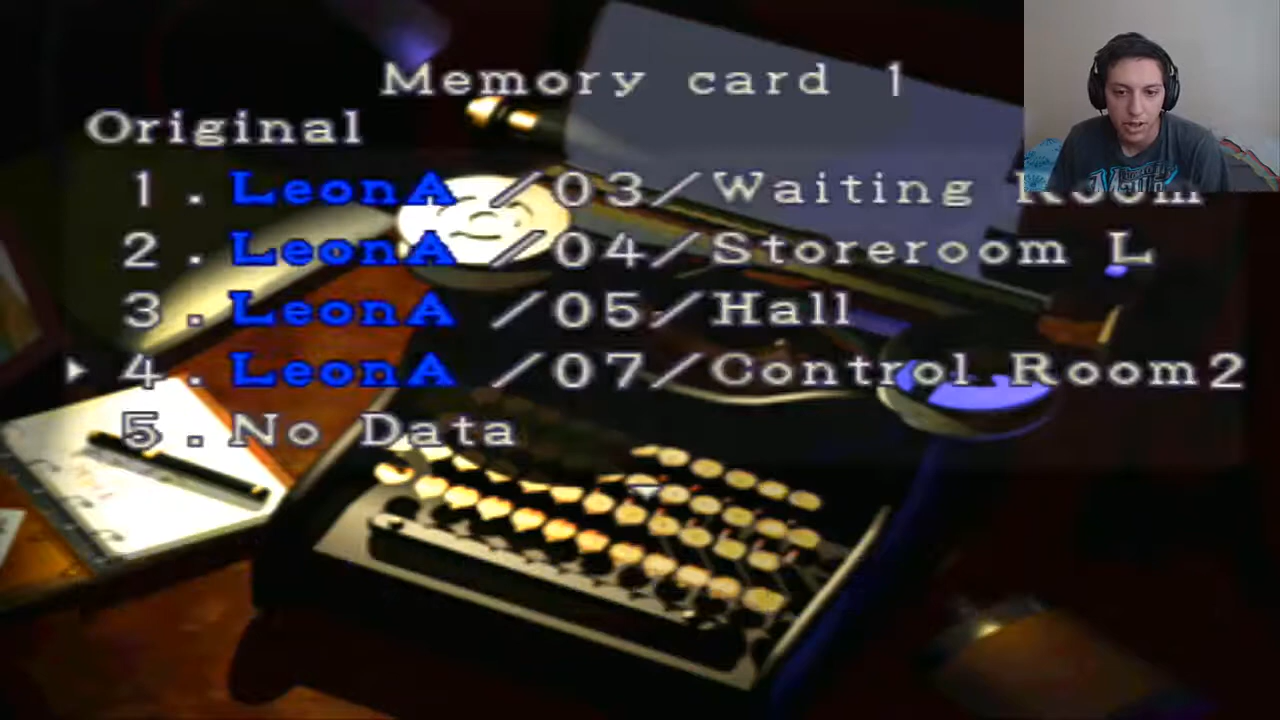 Memory card 1
Original
1. LeonA /03/Waiting Room
2. LeonA /04/Storeroom L
3. LeonA /05/Hall
4. LeonA /07/Control Room2
5. No Data